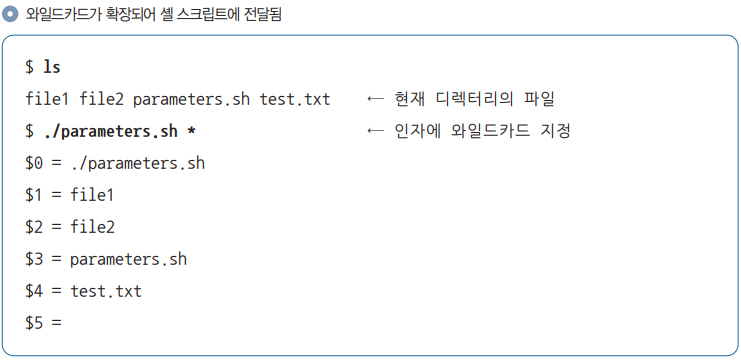 와일드카드가 확장되어 셸 스크립트에 전달됨
$ ls
file1 file2 parameters.sh test.txt ← 현재 디렉터리의 파일
$ ./parameters.sh * ← 인자에 와일드카드 지정
$0 = ./parameters.sh
$1 = file1
$2 = file2
$3 = parameters.sh
$4 = test.txt
$5 =